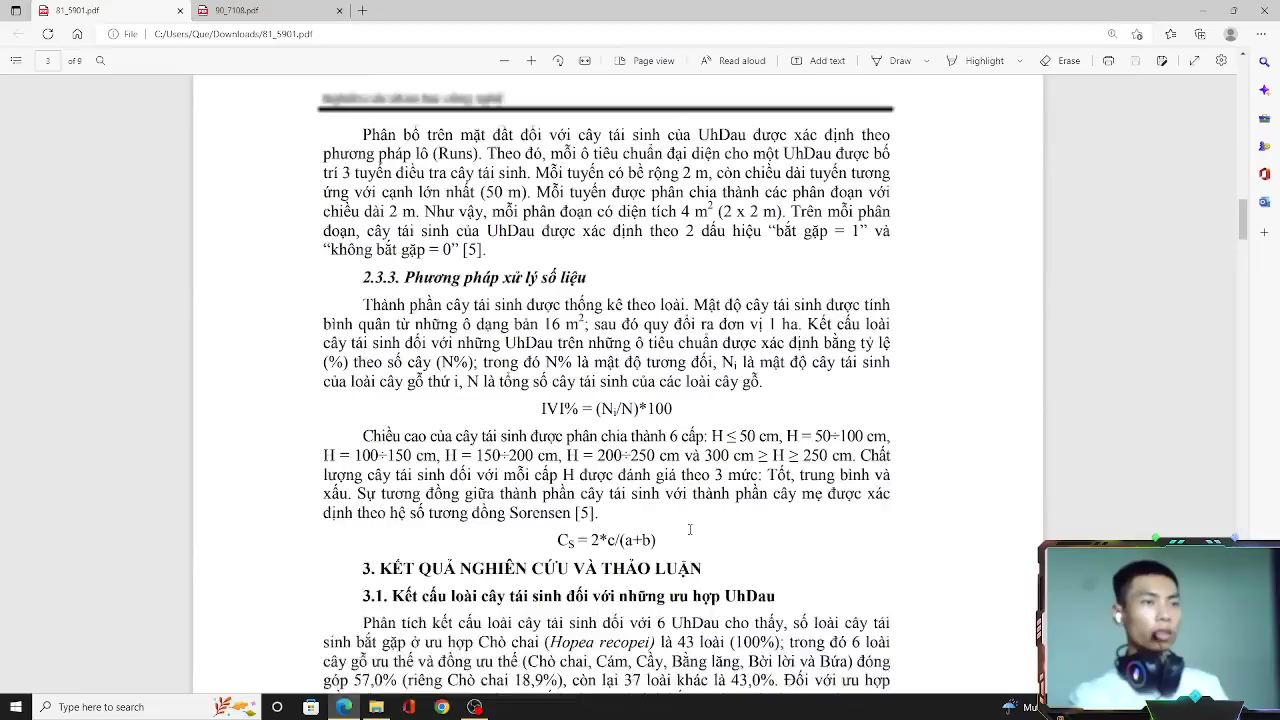 81_5901.pdf
90_7108.pdf
File
C:/Users/Que/Downloads/81_5901.pdf
3
of 9
Page view
Read aloud
Add text
Draw
Highlight
Erase
Phân bố trên mặt đất đối với cây tái sinh của UhDau được xác định theo
phương pháp lô (Runs). Theo đó, mỗi ô tiêu chuẩn đại diện cho một UhDau được bố
trí 3 tuyến điều tra cây tái sinh. Mỗi tuyến có bề rộng 2 m, còn chiều dài tuyến tương
ứng với cạnh lớn nhất (50 m). Mỗi tuyến được phân chia thành các phân đoạn với
chiều dài 2 m. Như vậy, mỗi phân đoạn có diện tích 4 m² (2 x 2 m). Trên mỗi phân
đoạn, cây tái sinh của UhDau được xác định theo 2 dấu hiệu “bắt gặp = 1” và
“không bắt gặp = 0” [5].
2.3.3. Phương pháp xử lý số liệu
Thành phần cây tái sinh được thống kê theo loài. Mật độ cây tái sinh được tính
bình quân từ những ô dạng bản 16 m²; sau đó quy đổi ra đơn vị 1 ha. Kết cấu loài
cây tái sinh đối với những UhDau trên những ô tiêu chuẩn được xác định bằng tỷ lệ
(%) theo số cây (N%); trong đó N% là mật độ tương đối, Nᵢ là mật độ cây tái sinh
của loài cây gỗ thứ i, N là tổng số cây tái sinh của các loài cây gỗ.
IVI% = (Nᵢ/N)*100
Chiều cao của cây tái sinh được phân chia thành 6 cấp: H ≤ 50 cm, H = 50÷100 cm,
H = 100÷150 cm, H = 150÷200 cm, H = 200÷250 cm và 300 cm ≥ H ≥ 250 cm. Chất
lượng cây tái sinh đối với mỗi cấp H được đánh giá theo 3 mức: Tốt, trung bình và
xấu. Sự tương đồng giữa thành phần cây tái sinh với thành phần cây mẹ được xác
định theo hệ số tương đồng Sorensen [5].
C_S = 2*c/(a+b)
3. KẾT QUẢ NGHIÊN CỨU VÀ THẢO LUẬN
3.1. Kết cấu loài cây tái sinh đối với những ưu hợp UhDau
Phân tích kết cấu loài cây tái sinh đối với 6 UhDau cho thấy, số loài cây tái
sinh bắt gặp ở ưu hợp Chò chai (Hopea recopei) là 43 loài (100%); trong đó 6 loài
cây gỗ ưu thế và đồng ưu thế (Chò chai, Cám, Cầy, Bằng lăng, Bời lời và Bứa) đóng
góp 57,0% (riêng Chò chai 18,9%), còn lại 37 loài khác là 43,0%. Đối với ưu hợp
Type here to search